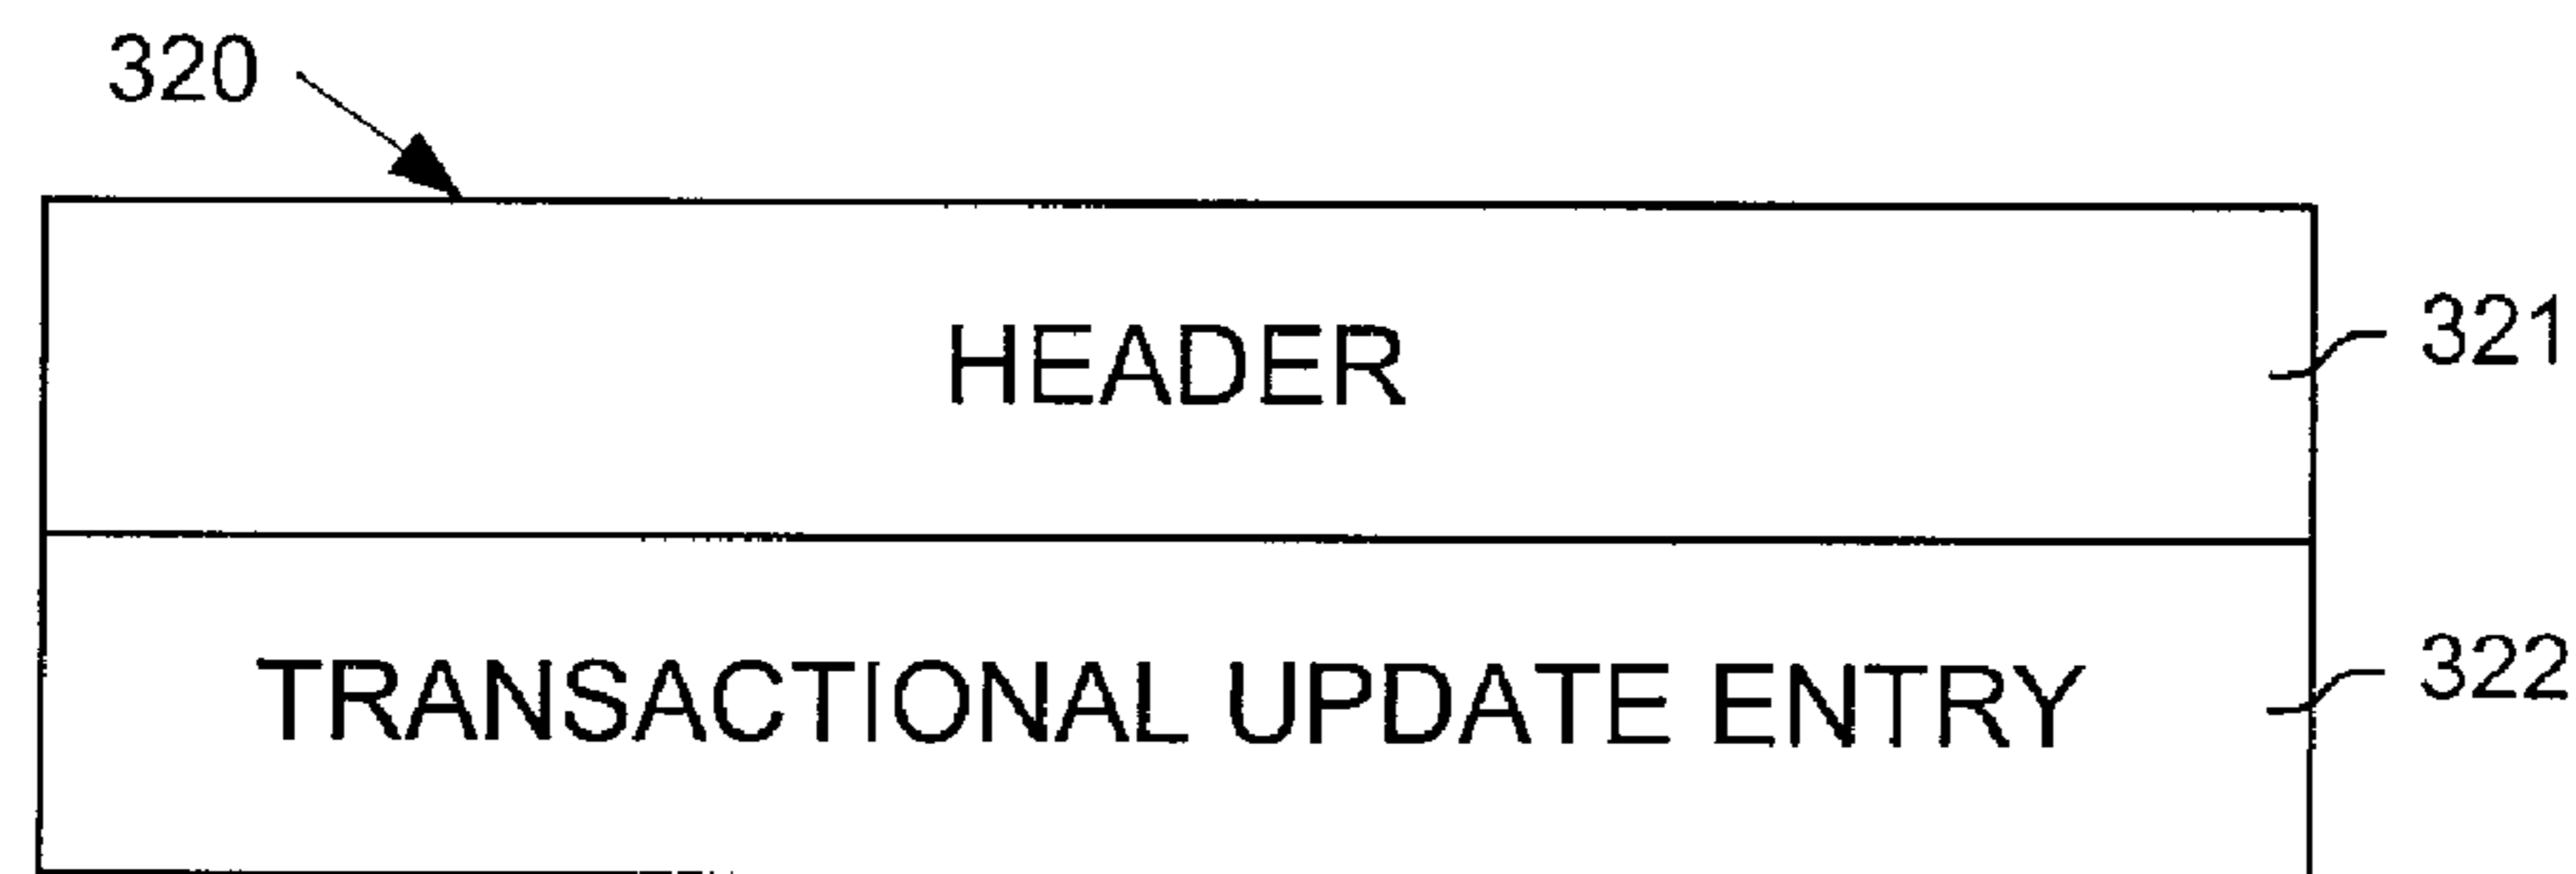 320
HEADER
321
TRANSACTIONAL UPDATE ENTRY
322